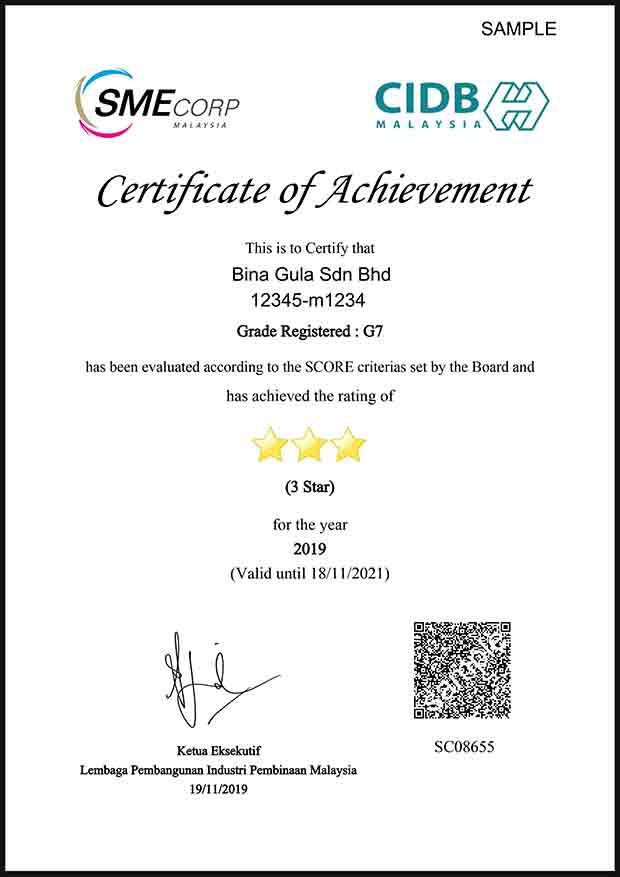 SAMPLE
SME CORP
MALAYSIA
CIDB
MALAYSIA
Certificate of Achievement
This is to Certify that
Bina Gula Sdn Bhd
12345-m1234
Grade Registered : G7
has been evaluated according to the SCORE criterias set by the Board and
has achieved the rating of
(3 Star)
for the year
2019
(Valid until 18/11/2021)
Sample
SC08655
Ketua Eksekutif
Lembaga Pembangunan Industri Pembinaan Malaysia
19/11/2019